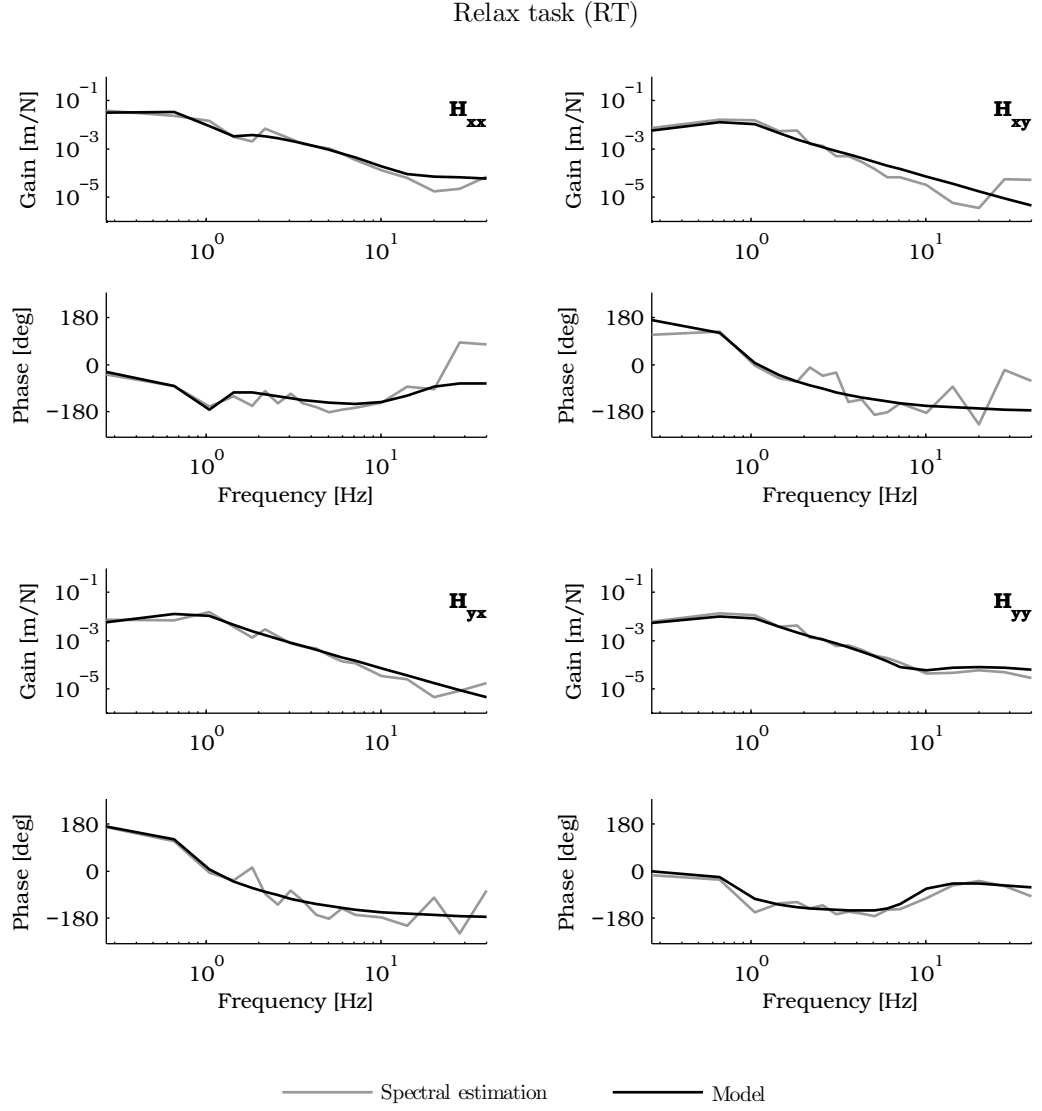 Relax task (RT)
Gain [m/N]
10^-1
10^-3
10^-5
H_xx
10^0
10^1
Gain [m/N]
10^-1
10^-3
10^-5
H_xy
10^0
10^1
Phase [deg]
180
0
−180
10^0
10^1
Frequency [Hz]
Phase [deg]
180
0
−180
10^0
10^1
Frequency [Hz]
Gain [m/N]
10^-1
10^-3
10^-5
H_yx
10^0
10^1
Gain [m/N]
10^-1
10^-3
10^-5
H_yy
10^0
10^1
Phase [deg]
180
0
−180
10^0
10^1
Frequency [Hz]
Phase [deg]
180
0
−180
10^0
10^1
Frequency [Hz]
Spectral estimation
Model